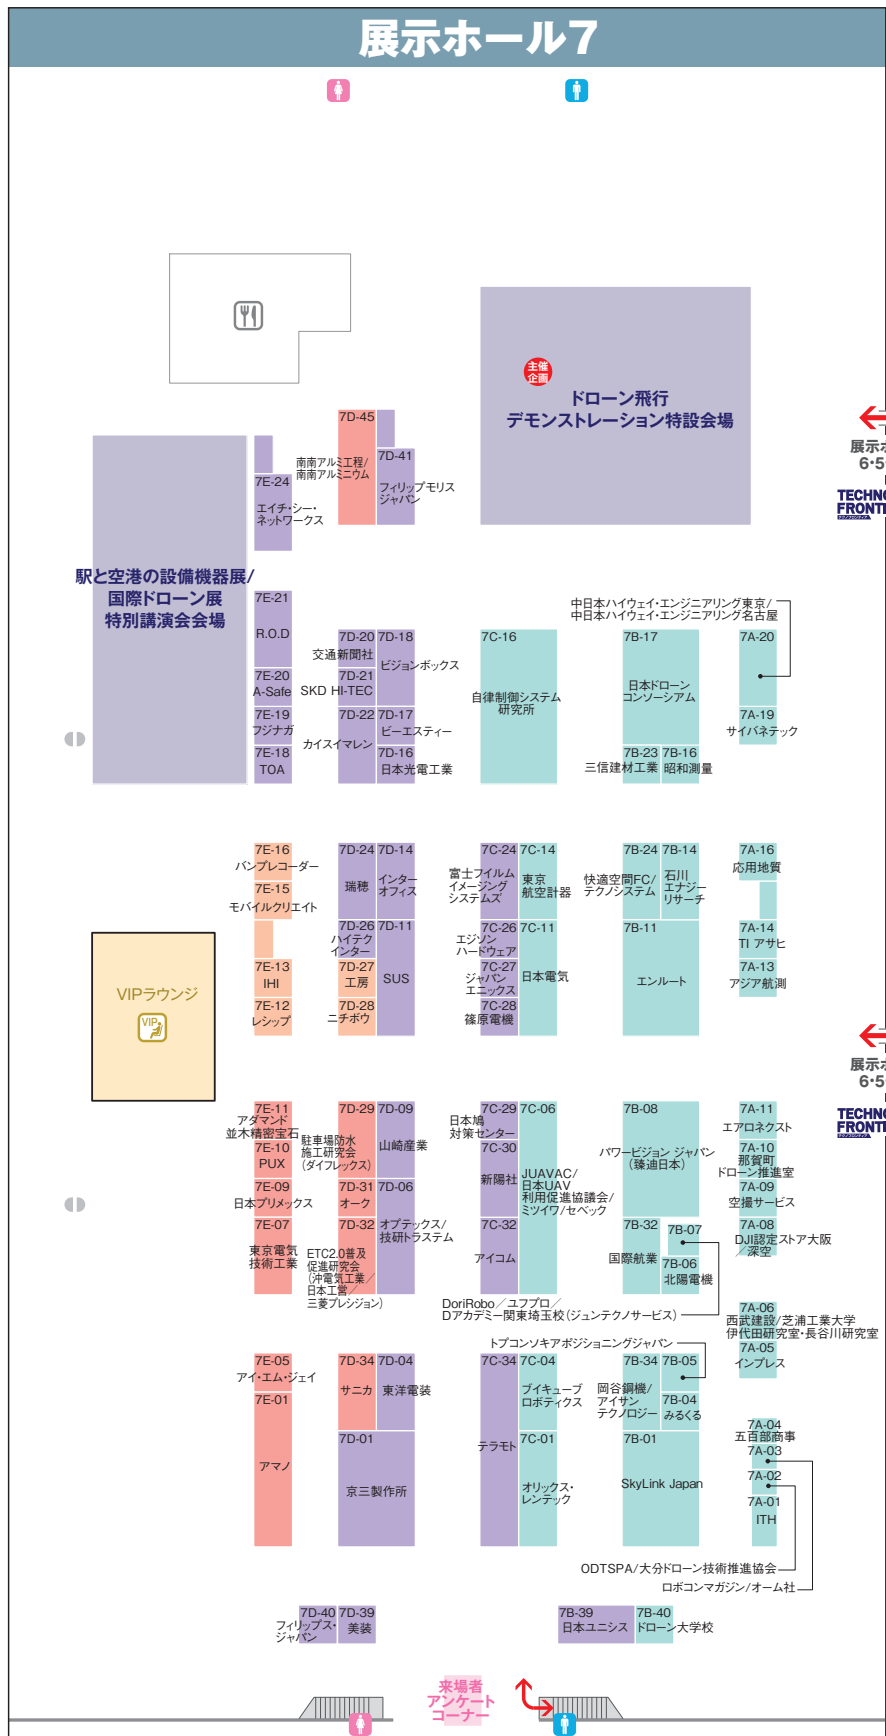 展示ホール7
主催
企画
ドローン飛行
デモンストレーション特設会場
展示ホ
6・5
TECHNO
FRONTI
7D-45
南南アルミ工程/
南南アルミニウム
7D-41
フィリップモリス
ジャパン
7E-24
エイチ・シー・
ネットワークス
駅と空港の設備機器展/
国際ドローン展
特別講演会会場
7E-21
R.O.D
7E-20
A-Safe
7E-19
フジナガ
7E-18
TOA
7D-20
交通新聞社
7D-21
SKD HI-TEC
7D-22
カイスイマレン
7D-18
ビジョンボックス
7D-17
ビーエスティー
7D-16
日本光電工業
7C-16
自律制御システム
研究所
中日本ハイウェイ・エンジニアリング東京/
中日本ハイウェイ・エンジニアリング名古屋
7B-17
日本ドローン
コンソーシアム
7B-23
三信建材工業
7B-16
昭和測量
7A-20
7A-19
サイバネテック
7E-16
バンプレコーダー
7E-15
モバイルクリエイト
7E-13
IHI
7E-12
レシップ
7D-24
瑞穂
7D-26
ハイテク
インター
7D-27
工房
7D-28
ニチボウ
7D-14
インター
オフィス
7D-11
SUS
7C-24
富士フイルム
イメージング
システムズ
7C-26
エジソン
ハードウェア
7C-27
ジャパン
エニックス
7C-28
篠原電機
7C-14
東京
航空計器
7C-11
日本電気
7B-24
快適空間FC/
テクノシステム
7B-14
石川
エナジー
リサーチ
7B-11
エンルート
7A-16
応用地質
7A-14
TI アサヒ
7A-13
アジア航測
VIPラウンジ
VIP
展示ホ
6・5
TECHNO
FRONTI
7E-11
アダマンド
並木精密宝石
7E-10
PUX
7E-09
日本プリメックス
7E-07
東京電気
技術工業
7D-29
駐車場防水
施工研究会
(ダイフレックス)
7D-31
オーク
7D-32
ETC2.0普及
促進研究会
(沖電気工業/
日本工営/
三菱プレシジョン)
7D-09
山崎産業
7D-06
オプテックス/
技研トラステム
7C-29
日本鳩
対策センター
7C-30
新陽社
7C-32
アイコム
7C-06
JUAVAC/
日本UAV
利用促進協議会/
ミツイワ/セベック
7B-08
パワービジョン ジャパン
(臻迪日本)
7B-32
国際航業
7B-07
7B-06
北陽電機
7A-11
エアロネクスト
7A-10
那賀町
ドローン推進室
7A-09
空撮サービス
7A-08
DJI認定ストア大阪
/深空
DoriRobo/ユフプロ/
Dアカデミー関東埼玉校(ジュンテクノサービス)
7A-06
西武建設/芝浦工業大学
伊代田研究室・長谷川研究室
7A-05
インプレス
トプコンソキアポジショニングジャパン
7E-05
アイ・エム・ジェイ
7E-01
アマノ
7D-34
サニカ
7D-04
東洋電装
7D-01
京三製作所
7C-34
テラモト
7C-04
ブイキューブ
ロボティクス
7C-01
オリックス・
レンテック
7B-34
岡谷鋼機/
アイサン
テクノロジー
7B-05
7B-04
みるくる
7B-01
SkyLink Japan
7A-04
五百部商事
7A-03
7A-02
7A-01
ITH
ODTSPA/大分ドローン技術推進協会
ロボコンマガジン/オーム社
7D-40
フィリップス・
ジャパン
7D-39
美装
7B-39
日本ユニシス
7B-40
ドローン大学校
来場者
アンケート
コーナー